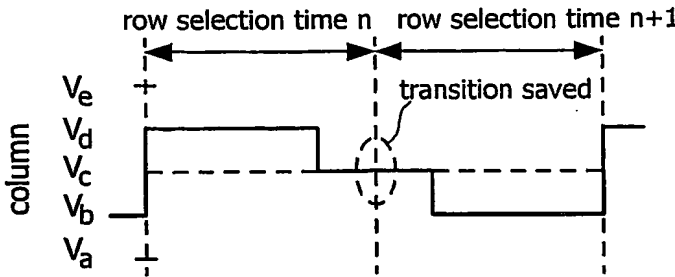 row selection time n
row selection time n+1
transition saved
Ve
Vd
Vc
Vb
Va
column